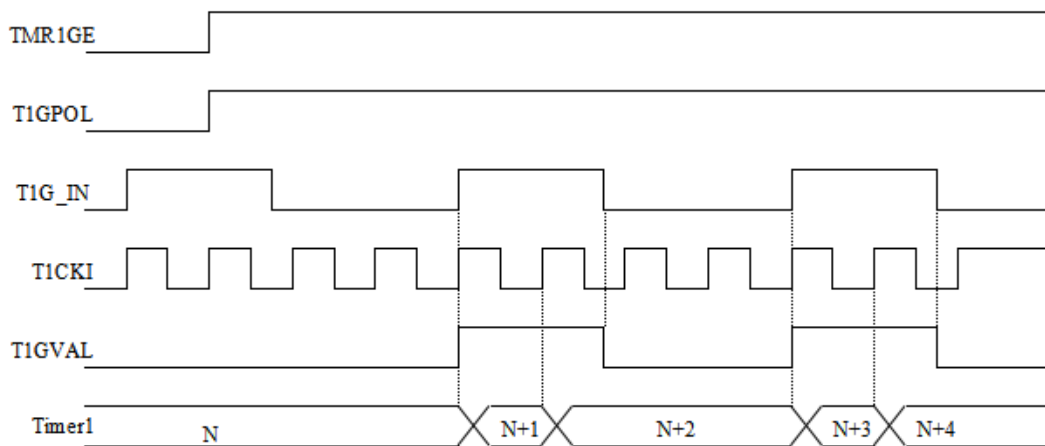 TMR1GE
T1GPOL
T1G_IN
T1CKI
T1GVAL
Timer1 N N+1 N+2 N+3 N+4